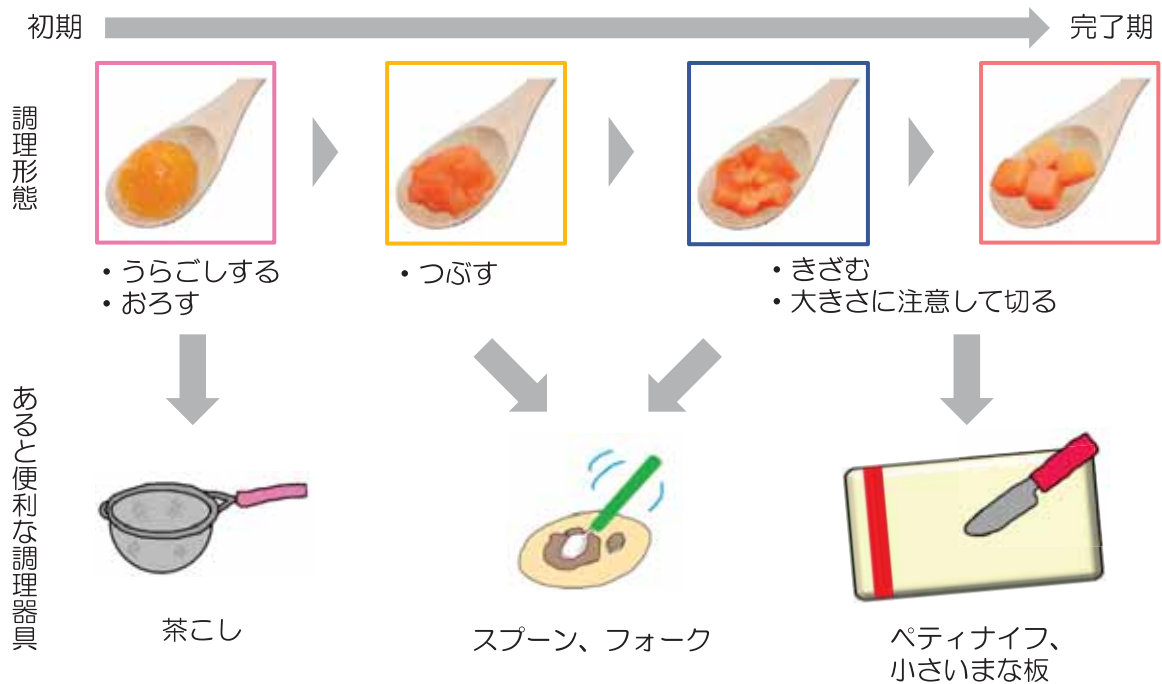 初期
完了期
調理形態
・うらごしする
・おろす
・つぶす
・きざむ
・大きさに注意して切る
あると便利な調理器具
茶こし
スプーン、フォーク
ペティナイフ、
小さいまな板